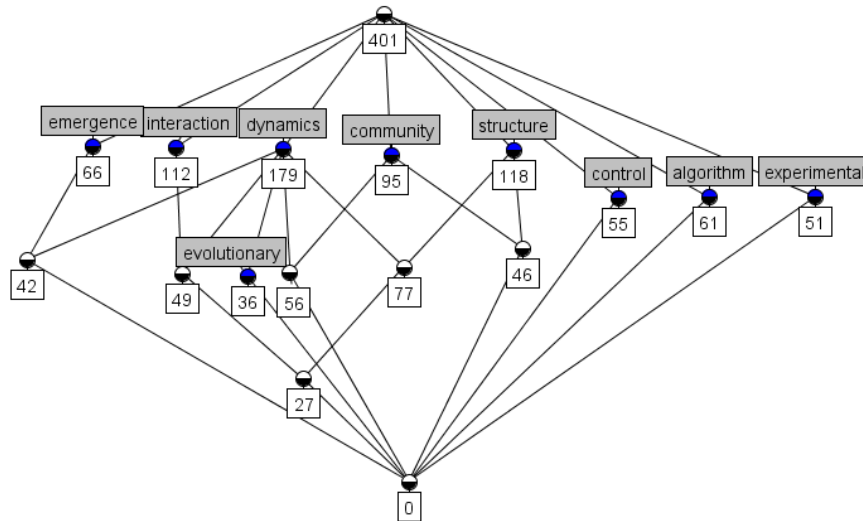 401
emergence
interaction
dynamics
community
structure
control
algorithm
experimental
66
112
179
95
118
55
61
51
evolutionary
42
49
36
56
77
46
27
0